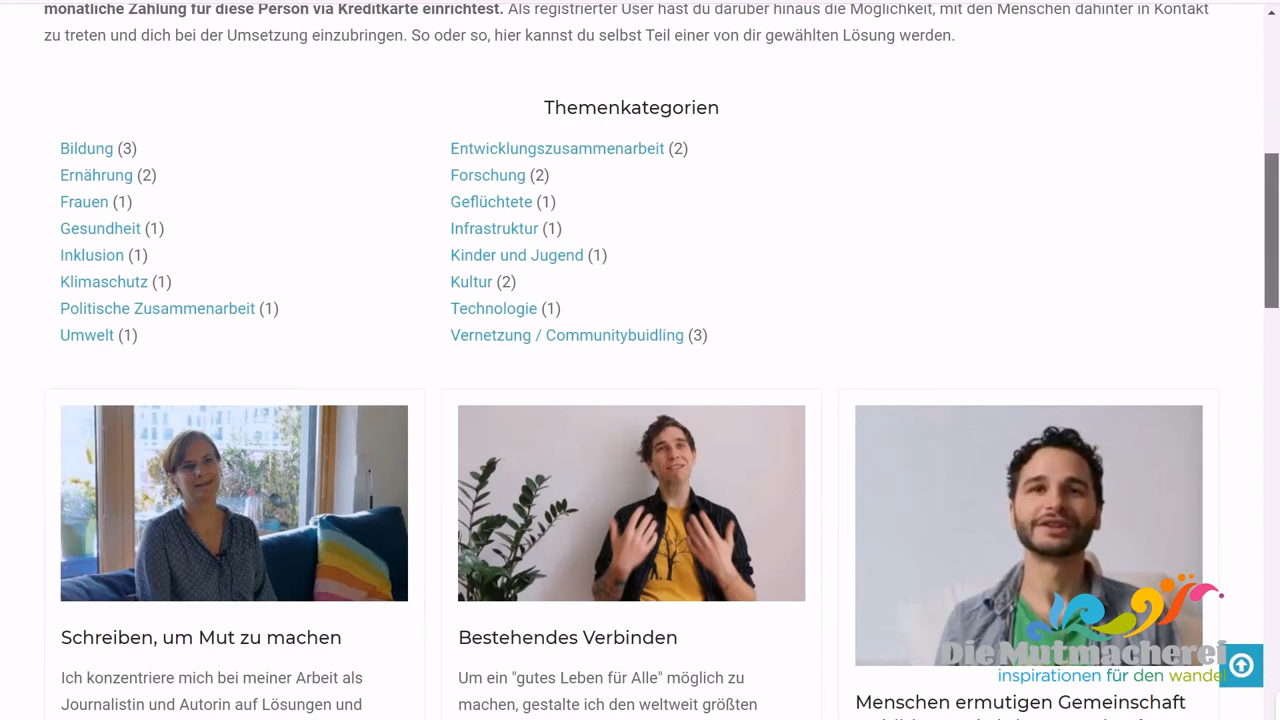 monatliche Zahlung für diese Person via Kreditkarte einrichtest. Als registrierter User hast du darüber hinaus die Möglichkeit, mit den Menschen dahinter in Kontakt
zu treten und dich bei der Umsetzung einzubringen. So oder so, hier kannst du selbst Teil einer von dir gewählten Lösung werden.
Themenkategorien
Bildung (3)
Ernährung (2)
Frauen (1)
Gesundheit (1)
Inklusion (1)
Klimaschutz (1)
Politische Zusammenarbeit (1)
Umwelt (1)
Entwicklungszusammenarbeit (2)
Forschung (2)
Geflüchtete (1)
Infrastruktur (1)
Kinder und Jugend (1)
Kultur (2)
Technologie (1)
Vernetzung / Communitybuidling (3)
Schreiben, um Mut zu machen
Ich konzentriere mich bei meiner Arbeit als
Journalistin und Autorin auf Lösungen und
Bestehendes Verbinden
Um ein "gutes Leben für Alle" möglich zu
machen, gestalte ich den weltweit größten
Die Mutmacherei
inspirationen für den wandel
Menschen ermutigen Gemeinschaft